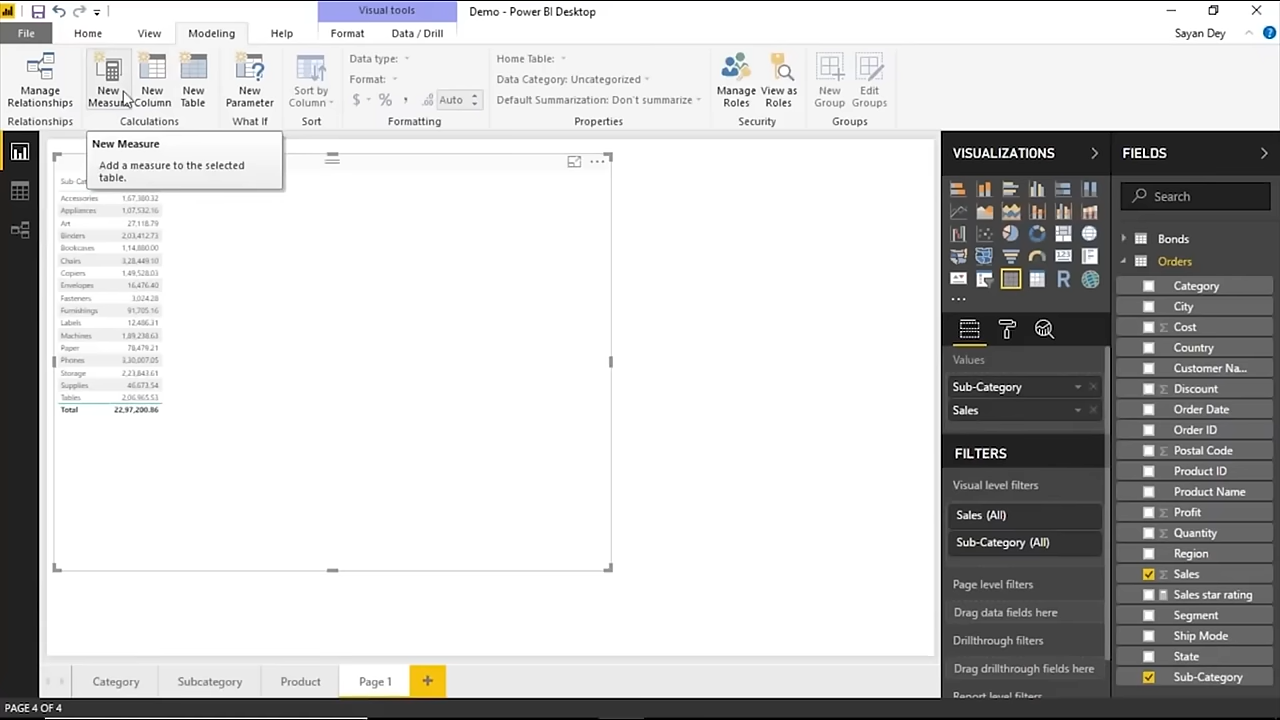 Visual tools
Demo - Power BI Desktop
File
Home
View
Modeling
Help
Format
Data / Drill
Sayan Dey
Manage Relationships
New Measure
New Column
New Table
New Parameter
Sort by Column
Data type:
Format:
$ % , .00 Auto
Home Table:
Data Category: Uncategorized
Default Summarization: Don't summarize
Manage Roles
View as Roles
New Group
Edit Groups
Relationships
Calculations
What If
Sort
Formatting
Properties
Security
Groups
New Measure
Add a measure to the selected
table.
Sub-Ca
Accessories 1,67,380.32
Appliances 1,07,532.16
Art 27,118.79
Binders 2,03,412.73
Bookcases 1,14,880.00
Chairs 3,28,449.10
Copiers 1,49,528.03
Envelopes 16,476.40
Fasteners 3,024.28
Furnishings 91,705.16
Labels 12,486.31
Machines 1,89,238.63
Paper 78,479.21
Phones 3,30,007.05
Storage 2,23,843.61
Supplies 46,673.54
Tables 2,06,965.53
Total 22,97,200.86
VISUALIZATIONS
Values
Sub-Category
Sales
FILTERS
Visual level filters
Sales (All)
Sub-Category (All)
Page level filters
Drag data fields here
Drillthrough filters
Drag drillthrough fields here
Report level filters
FIELDS
Search
Bonds
Orders
Category
City
Cost
Country
Customer Na...
Discount
Order Date
Order ID
Postal Code
Product ID
Product Name
Profit
Quantity
Region
Sales
Sales star rating
Segment
Ship Mode
State
Sub-Category
Category
Subcategory
Product
Page 1
PAGE 4 OF 4